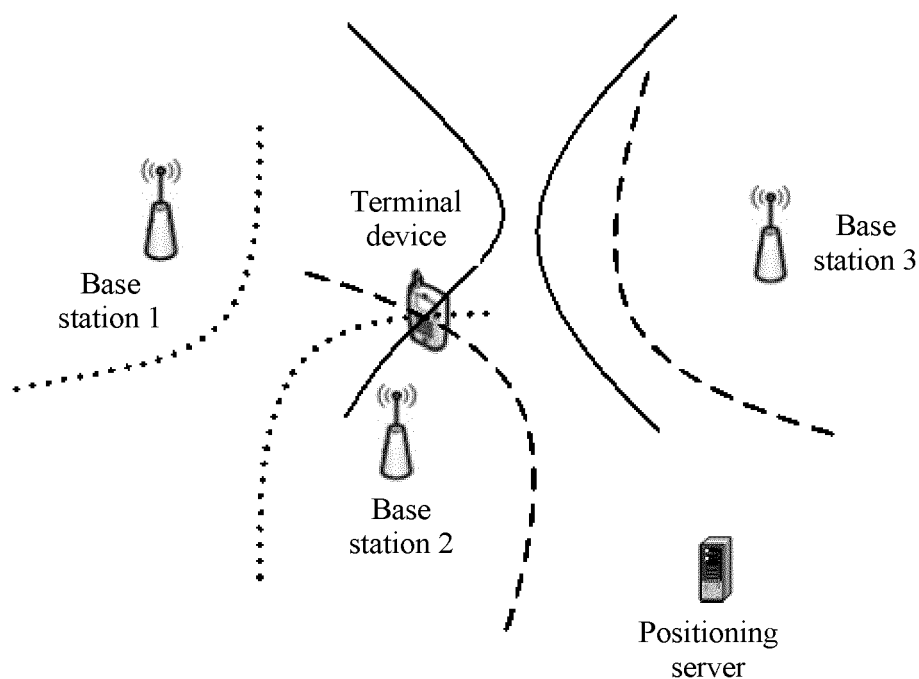 Terminal
device
Base
station 1
Base
station 3
Base
station 2
Positioning
server